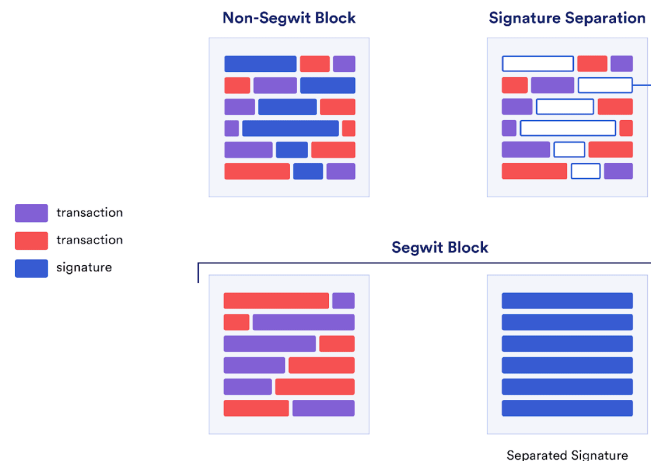 Non-Segwit Block
Signature Separation
transaction
transaction
signature
Segwit Block
Separated Signature